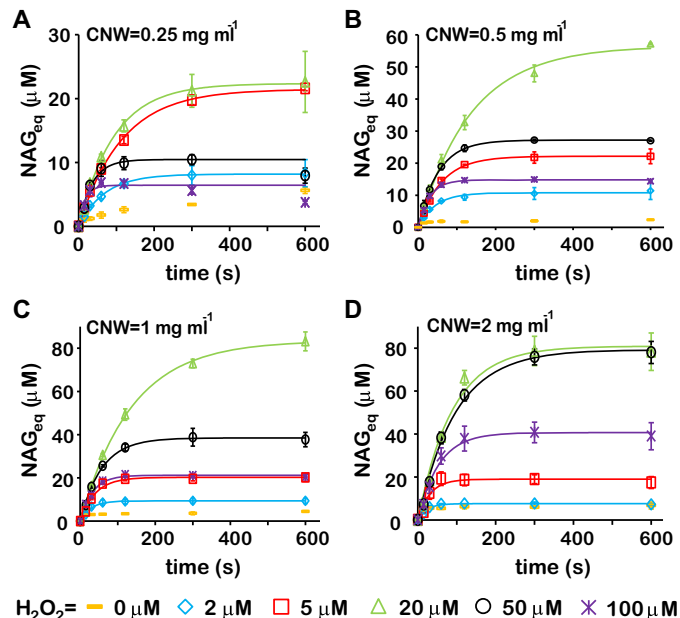 A
CNW=0.25 mg ml⁻¹
NAGeq (μM)
30
20
10
0
0 200 400 600
time (s)
B
CNW=0.5 mg ml⁻¹
NAGeq (μM)
60
50
40
30
20
10
0
0 200 400 600
time (s)
C
CNW=1 mg ml⁻¹
NAGeq (μM)
80
60
40
20
0
0 200 400 600
time (s)
D
CNW=2 mg ml⁻¹
NAGeq (μM)
80
60
40
20
0
0 200 400 600
time (s)
H₂O₂= 0 μM 2 μM 5 μM 20 μM 50 μM 100 μM